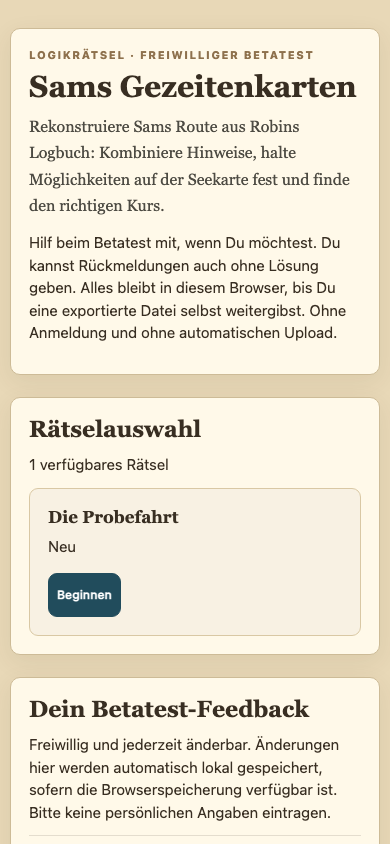 LOGIKRÄTSEL · FREIWILLIGER BETATEST
Sams Gezeitenkarten
Rekonstruiere Sams Route aus Robins
Logbuch: Kombiniere Hinweise, halte
Möglichkeiten auf der Seekarte fest und finde
den richtigen Kurs.
Hilf beim Betatest mit, wenn Du möchtest. Du
kannst Rückmeldungen auch ohne Lösung
geben. Alles bleibt in diesem Browser, bis Du
eine exportierte Datei selbst weitergibst. Ohne
Anmeldung und ohne automatischen Upload.
Rätselauswahl
1 verfügbares Rätsel
Die Probefahrt
Neu
Beginnen
Dein Betatest-Feedback
Freiwillig und jederzeit änderbar. Änderungen
hier werden automatisch lokal gespeichert,
sofern die Browserspeicherung verfügbar ist.
Bitte keine persönlichen Angaben eintragen.